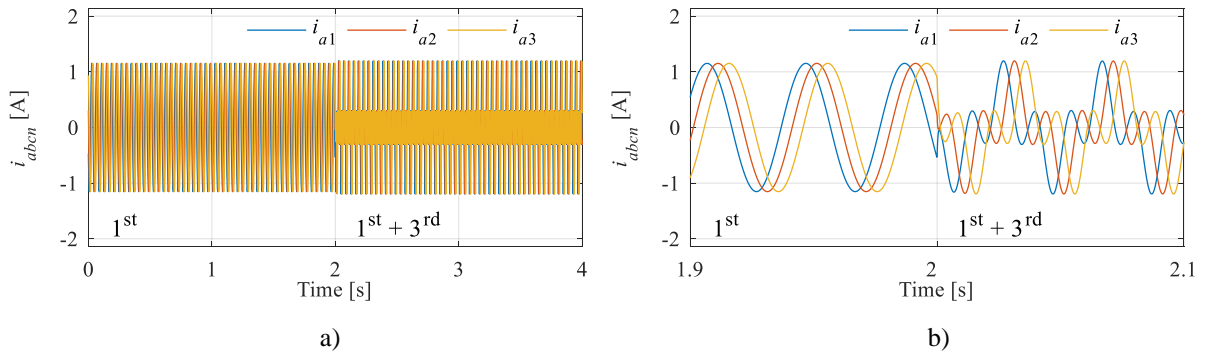 2
1
0
-1
-2
i_abcn [A]
i_a1 i_a2 i_a3
1st
1st + 3rd
0 1 2 3 4
Time [s]
a)
2
1
0
-1
-2
i_abcn [A]
i_a1 i_a2 i_a3
1st
1st + 3rd
1.9 2 2.1
Time [s]
b)